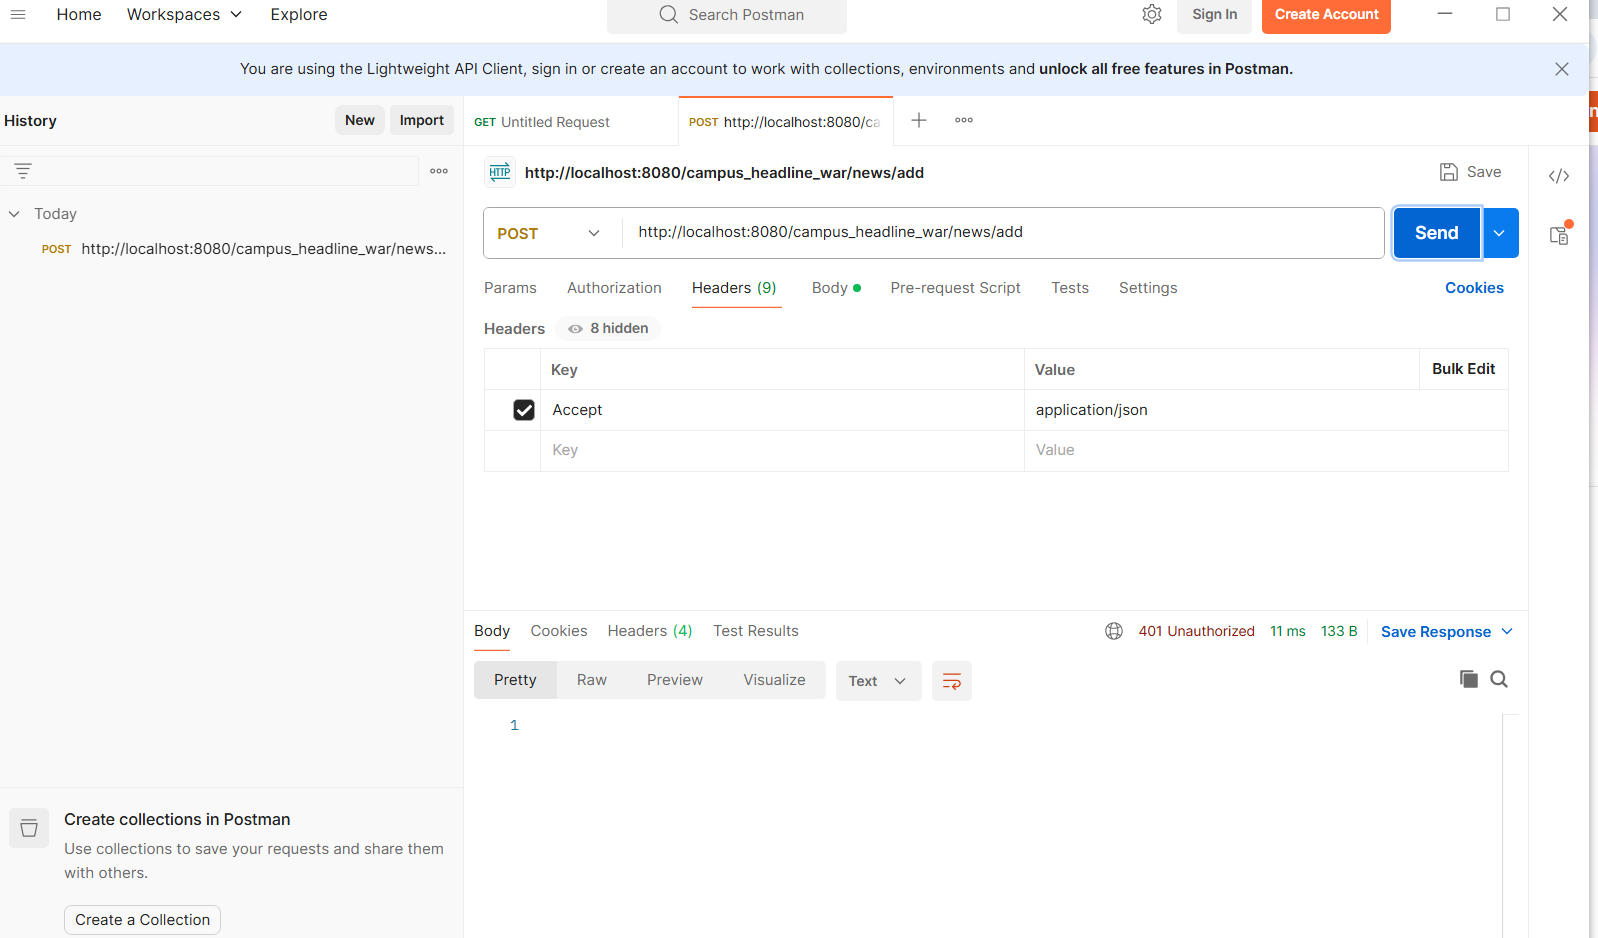 Home Workspaces Explore Search Postman Sign In Create Account
You are using the Lightweight API Client, sign in or create an account to work with collections, environments and unlock all free features in Postman.
History New Import
GET Untitled Request POST http://localhost:8080/ca
HTTP http://localhost:8080/campus_headline_war/news/add Save
Today
POST http://localhost:8080/campus_headline_war/news...
POST http://localhost:8080/campus_headline_war/news/add Send
Params Authorization Headers (9) Body Pre-request Script Tests Settings Cookies
Headers 8 hidden
Key Value Bulk Edit
Accept application/json
Key Value
Body Cookies Headers (4) Test Results 401 Unauthorized 11 ms 133 B Save Response
Pretty Raw Preview Visualize Text
1
Create collections in Postman
Use collections to save your requests and share them
with others.
Create a Collection